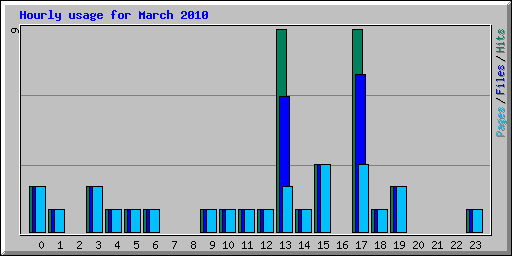 Hourly usage for March 2010
9
Pages/Files/Hits
0 1 2 3 4 5 6 7 8 9 10 11 12 13 14 15 16 17 18 19 20 21 22 23